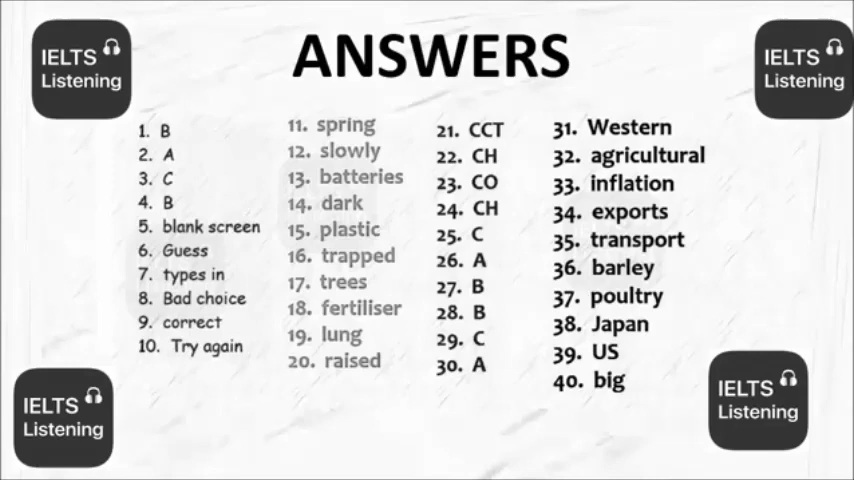 IELTS
Listening
ANSWERS
IELTS
Listening
1. B
2. A
3. C
4. B
5. blank screen
6. Guess
7. types in
8. Bad choice
9. correct
10. Try again
11. spring
12. slowly
13. batteries
14. dark
15. plastic
16. trapped
17. trees
18. fertiliser
19. lung
20. raised
21. CCT
22. CH
23. CO
24. CH
25. C
26. A
27. B
28. B
29. C
30. A
31. Western
32. agricultural
33. inflation
34. exports
35. transport
36. barley
37. poultry
38. Japan
39. US
40. big
IELTS
Listening
IELTS
Listening